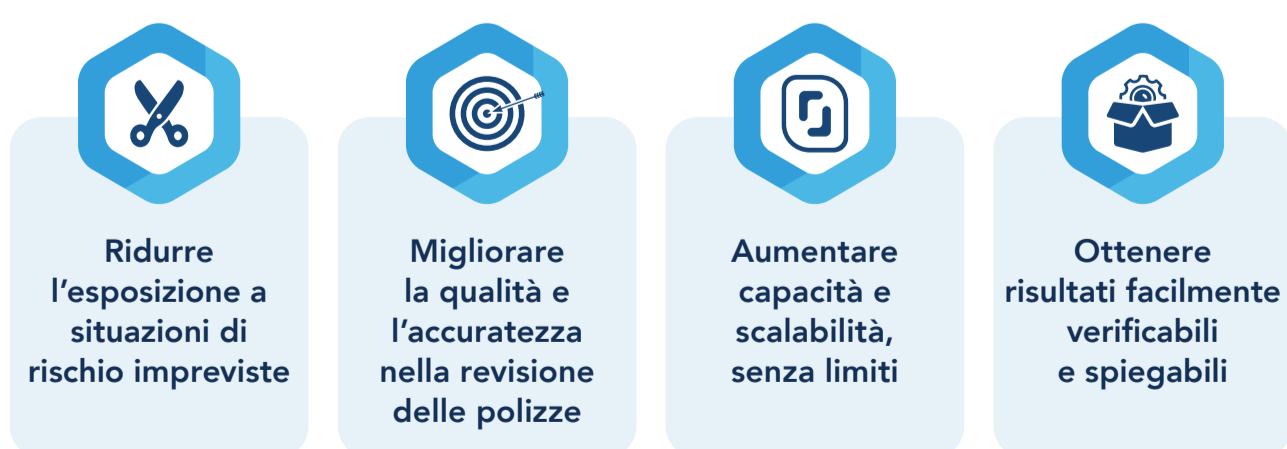 Ridurre
l’esposizione a
situazioni di
rischio impreviste
Migliorare
la qualità e
l’accuratezza
nella revisione
delle polizze
Aumentare
capacità e
scalabilità,
senza limiti
Ottenere
risultati facilmente
verificabili
e spiegabili